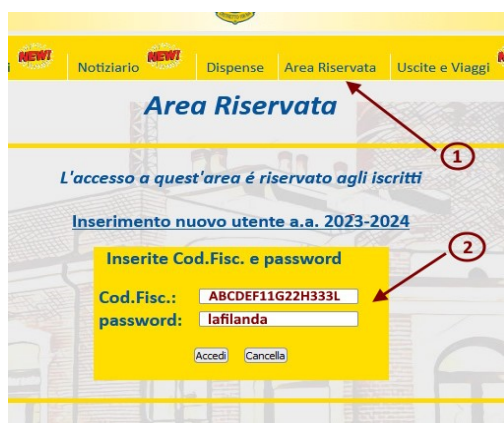 NEW! NEW!
i Notiziario Dispense Area Riservata Uscite e Viaggi
Area Riservata
1
L'accesso a quest'area é riservato agli iscritti
Inserimento nuovo utente a.a. 2023-2024
2
Inserite Cod.Fisc. e password
Cod.Fisc.: ABCDEF11G22H333L
password: lafilanda
Accedi Cancella